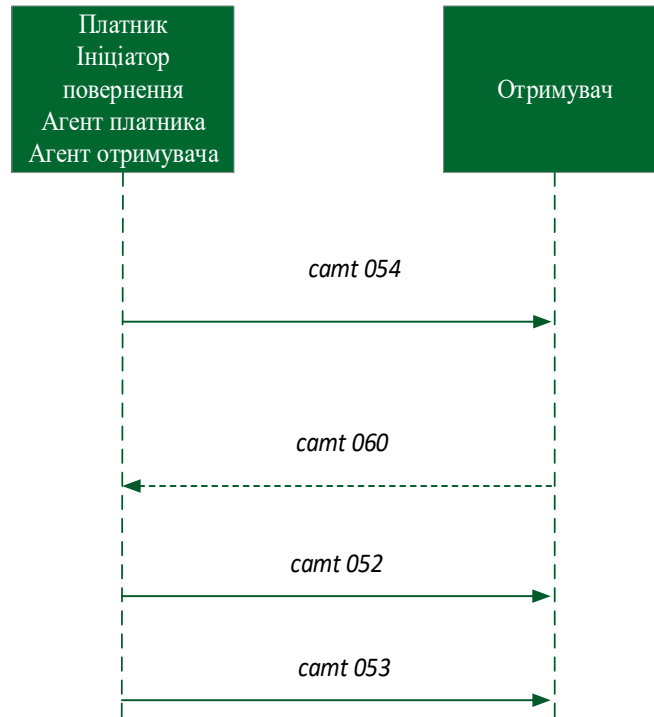 Платник
Ініціатор
повернення
Агент платника
Агент отримувача
Отримувач
camt 054
camt 060
camt 052
camt 053